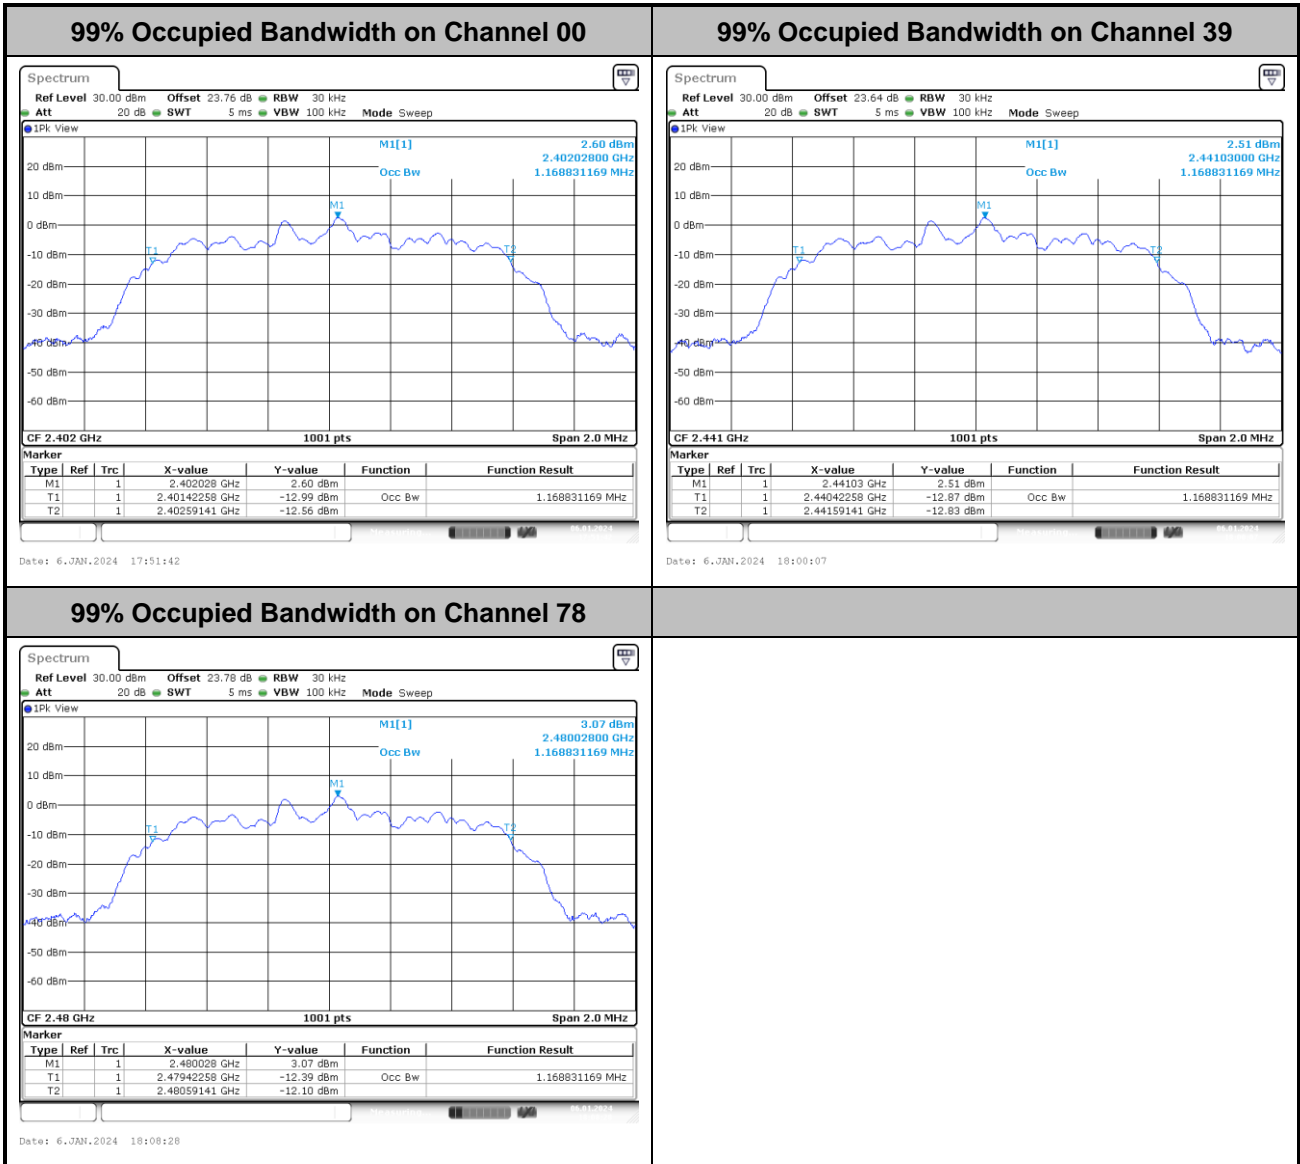 99% Occupied Bandwidth on Channel 00
Spectrum
Ref Level 30.00 dBm Offset 23.76 dB RBW 30 kHz
Att 20 dB SWT 5 ms VBW 100 kHz Mode Sweep
1Pk View
M1[1] 2.60 dBm
2.40202800 GHz
Occ Bw 1.168831169 MHz
20 dBm
10 dBm
M1
0 dBm
T1
T2
-10 dBm
-20 dBm
-30 dBm
-40 dBm
-50 dBm
-60 dBm
CF 2.402 GHz 1001 pts Span 2.0 MHz
Marker
Type Ref Trc X-value Y-value Function Function Result
M1 1 2.402028 GHz 2.60 dBm
T1 1 2.40142258 GHz -12.99 dBm Occ Bw 1.168831169 MHz
T2 1 2.40259141 GHz -12.56 dBm
Date: 6.JAN.2024 17:51:42
99% Occupied Bandwidth on Channel 39
Spectrum
Ref Level 30.00 dBm Offset 23.64 dB RBW 30 kHz
Att 20 dB SWT 5 ms VBW 100 kHz Mode Sweep
1Pk View
M1[1] 2.51 dBm
2.44103000 GHz
Occ Bw 1.168831169 MHz
20 dBm
10 dBm
M1
0 dBm
T1
T2
-10 dBm
-20 dBm
-30 dBm
-40 dBm
-50 dBm
-60 dBm
CF 2.441 GHz 1001 pts Span 2.0 MHz
Marker
Type Ref Trc X-value Y-value Function Function Result
M1 1 2.44103 GHz 2.51 dBm
T1 1 2.44042258 GHz -12.87 dBm Occ Bw 1.168831169 MHz
T2 1 2.44159141 GHz -12.83 dBm
Date: 6.JAN.2024 18:00:07
99% Occupied Bandwidth on Channel 78
Spectrum
Ref Level 30.00 dBm Offset 23.78 dB RBW 30 kHz
Att 20 dB SWT 5 ms VBW 100 kHz Mode Sweep
1Pk View
M1[1] 3.07 dBm
2.48002800 GHz
Occ Bw 1.168831169 MHz
20 dBm
10 dBm
M1
0 dBm
T1
T2
-10 dBm
-20 dBm
-30 dBm
-40 dBm
-50 dBm
-60 dBm
CF 2.48 GHz 1001 pts Span 2.0 MHz
Marker
Type Ref Trc X-value Y-value Function Function Result
M1 1 2.480028 GHz 3.07 dBm
T1 1 2.47942258 GHz -12.39 dBm Occ Bw 1.168831169 MHz
T2 1 2.48059141 GHz -12.10 dBm
Date: 6.JAN.2024 18:08:28